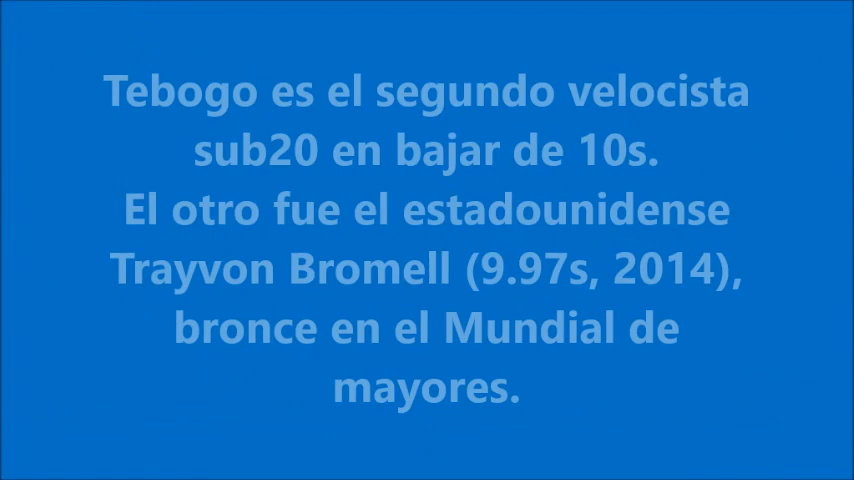 Tebogo es el segundo velocista
sub20 en bajar de 10s.
El otro fue el estadounidense
Trayvon Bromell (9.97s, 2014),
bronce en el Mundial de
mayores.